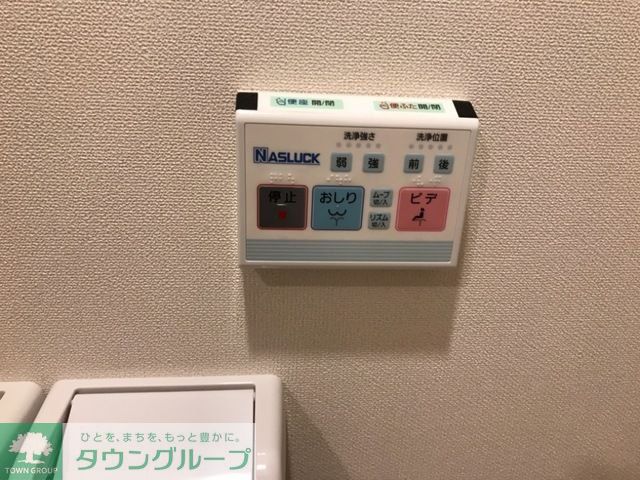 便座 開/閉
便ふた 開/閉
洗浄強さ
洗浄位置
NASLUCK
弱
強
前
後
停止
おしり
ムーブ
切/入
リズム
切/入
ビデ
ひとを、まちを、もっと豊かに。
TOWN GROUP
タウングループ